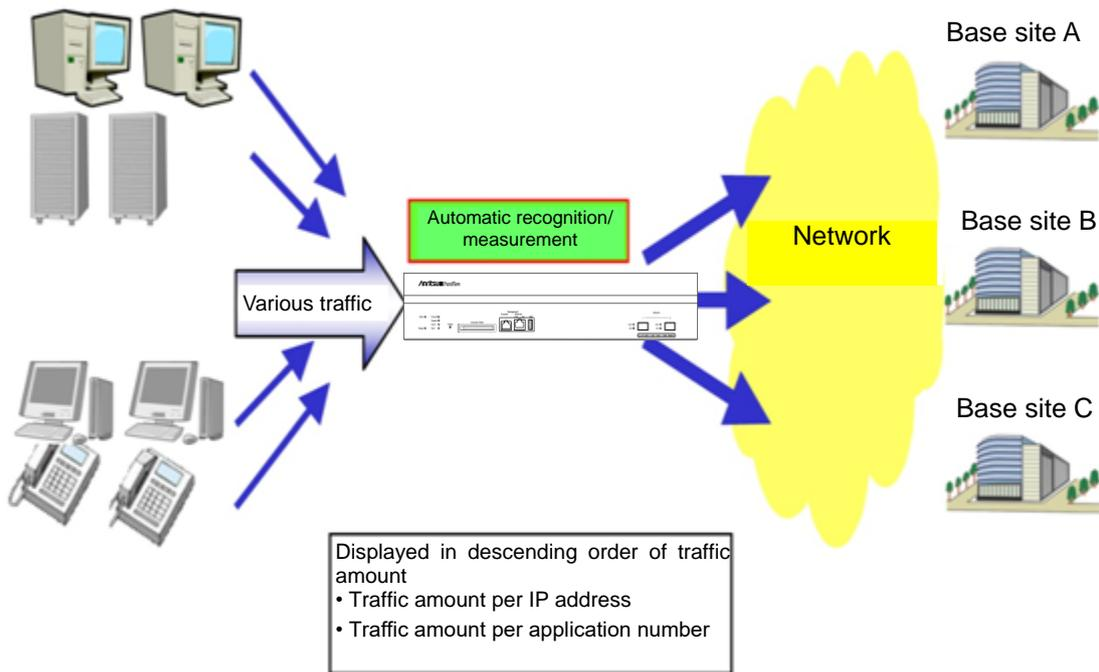 Base site A
Automatic recognition/
measurement
Base site B
Network
Anritsu
Various traffic
Base site C
Displayed in descending order of traffic
amount
• Traffic amount per IP address
• Traffic amount per application number